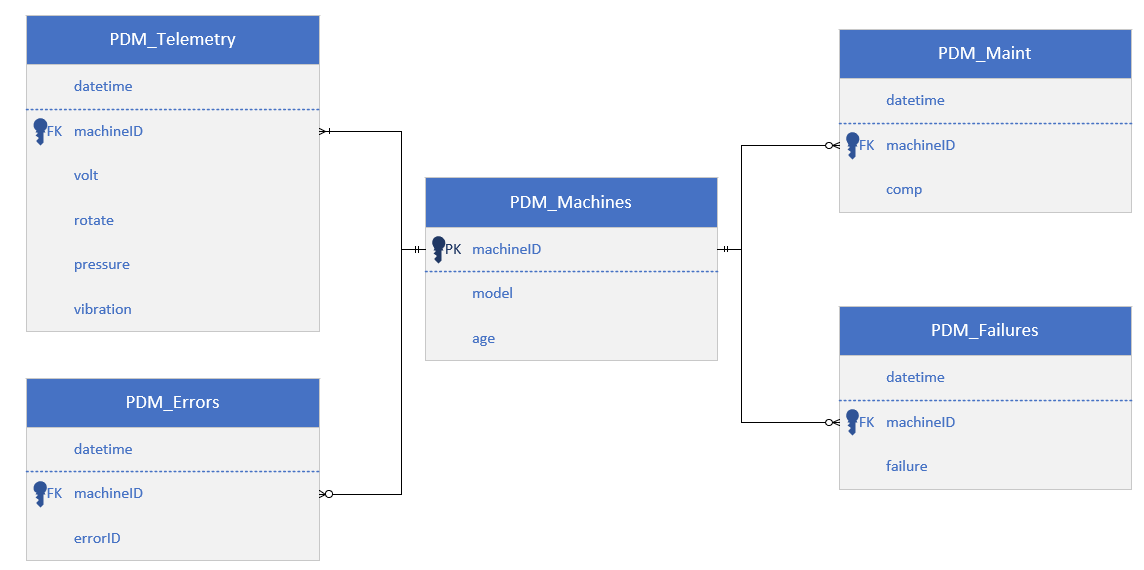 PDM_Telemetry
datetime
FK machineID
volt
rotate
pressure
vibration
PDM_Errors
datetime
FK machineID
errorID
PDM_Machines
PK machineID
model
age
PDM_Maint
datetime
FK machineID
comp
PDM_Failures
datetime
FK machineID
failure